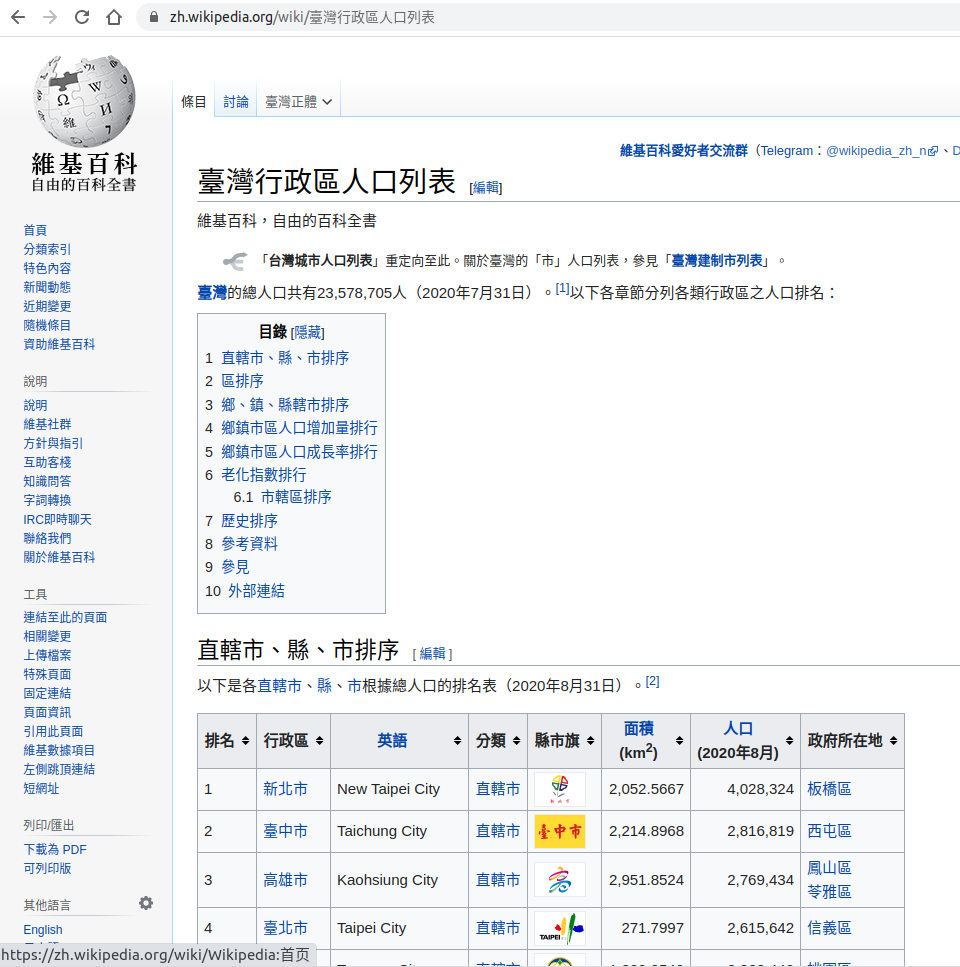 zh.wikipedia.org/wiki/臺灣行政區人口列表
維基百科
自由的百科全書
首頁
分類索引
特色內容
新聞動態
近期變更
隨機條目
資助維基百科
說明
說明
維基社群
方針與指引
互助客棧
知識問答
字詞轉換
IRC即時聊天
聯絡我們
關於維基百科
工具
連結至此的頁面
相關變更
上傳檔案
特殊頁面
固定連結
頁面資訊
引用此頁面
維基數據項目
左側跳頂連結
短網址
列印/匯出
下載為 PDF
可列印版
其他語言
English
https://zh.wikipedia.org/wiki/Wikipedia:首页
條目 討論 臺灣正體
維基百科愛好者交流群（Telegram：@wikipedia_zh_n、D
臺灣行政區人口列表 [編輯]
維基百科，自由的百科全書
「台灣城市人口列表」重定向至此。關於臺灣的「市」人口列表，參見「臺灣建制市列表」。
臺灣的總人口共有23,578,705人（2020年7月31日）。[1]以下各章節分列各類行政區之人口排名：
目錄 [隱藏]
1 直轄市、縣、市排序
2 區排序
3 鄉、鎮、縣轄市排序
4 鄉鎮市區人口增加量排行
5 鄉鎮市區人口成長率排行
6 老化指數排行
6.1 市轄區排序
7 歷史排序
8 參考資料
9 參見
10 外部連結
直轄市、縣、市排序 [ 編輯 ]
以下是各直轄市、縣、市根據總人口的排名表（2020年8月31日）。[2]
排名 行政區 英語 分類 縣市旗 面積 (km2) 人口 (2020年8月) 政府所在地
1 新北市 New Taipei City 直轄市 2,052.5667 4,028,324 板橋區
2 臺中市 Taichung City 直轄市 臺中市 2,214.8968 2,816,819 西屯區
3 高雄市 Kaohsiung City 直轄市 2,951.8524 2,769,434 鳳山區 苓雅區
4 臺北市 Taipei City 直轄市 TAIPEI 271.7997 2,615,642 信義區